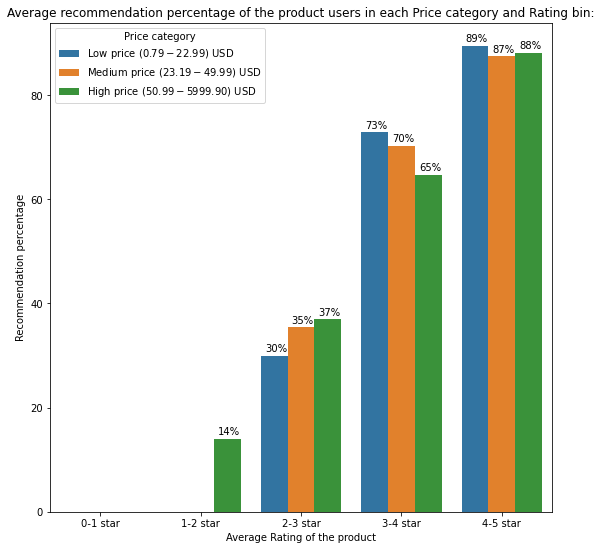 Average recommendation percentage of the product users in each Price category and Rating bin:
Price category
Low price (0.79 − 22.99) USD
Medium price (23.19 − 49.99) USD
High price (50.99 − 5999.90) USD
89%
87%
88%
80
73%
70%
65%
60
Recommendation percentage
40
30%
35%
37%
20
14%
0
0-1 star
1-2 star
2-3 star
3-4 star
4-5 star
Average Rating of the product